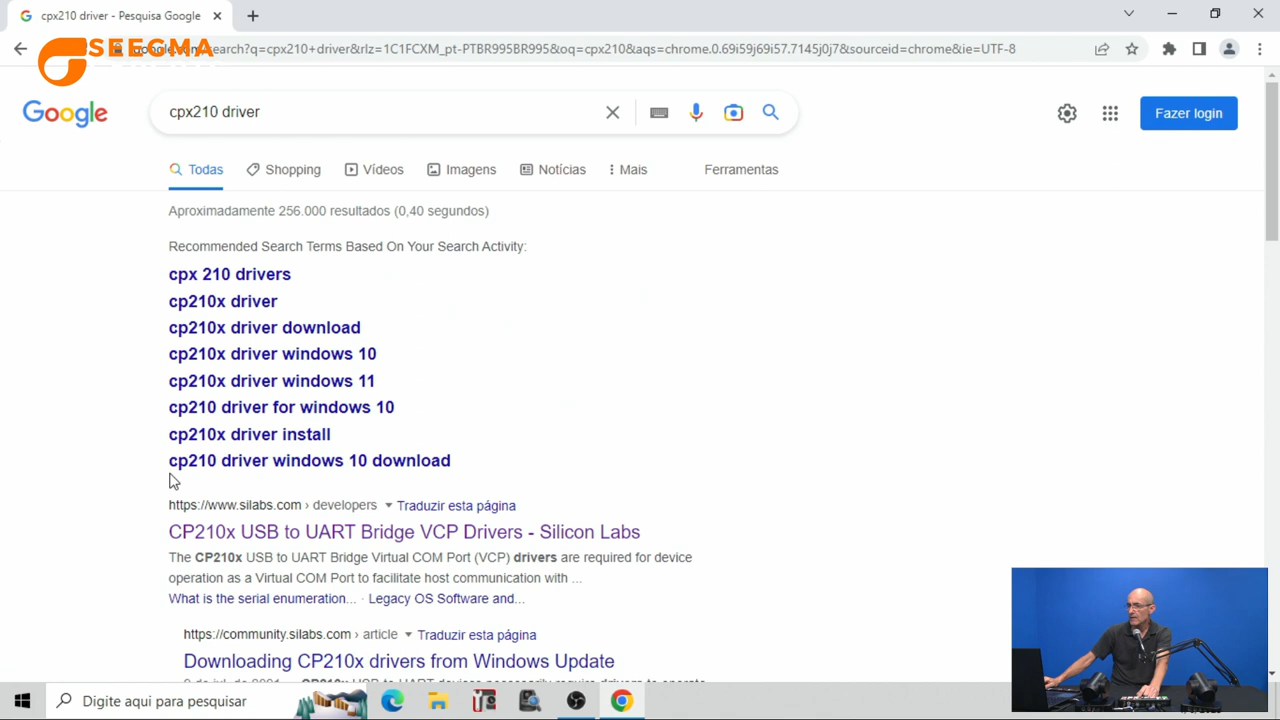 cpx210 driver - Pesquisa Google
SEEGMA
google.com/search?q=cpx210+driver&rlz=1C1FCXM_pt-PTBR995BR995&oq=cpx210&aqs=chrome.0.69i59j69i57.7145j0j7&sourceid=chrome&ie=UTF-8
Google
cpx210 driver
Fazer login
Todas Shopping Vídeos Imagens Notícias Mais Ferramentas
Aproximadamente 256.000 resultados (0,40 segundos)
Recommended Search Terms Based On Your Search Activity:
cpx 210 drivers
cp210x driver
cp210x driver download
cp210x driver windows 10
cp210x driver windows 11
cp210 driver for windows 10
cp210x driver install
cp210 driver windows 10 download
https://www.silabs.com › developers Traduzir esta página
CP210x USB to UART Bridge VCP Drivers - Silicon Labs
The CP210x USB to UART Bridge Virtual COM Port (VCP) drivers are required for device
operation as a Virtual COM Port to facilitate host communication with ...
What is the serial enumeration... · Legacy OS Software and...
https://community.silabs.com › article Traduzir esta página
Downloading CP210x drivers from Windows Update
Digite aqui para pesquisar